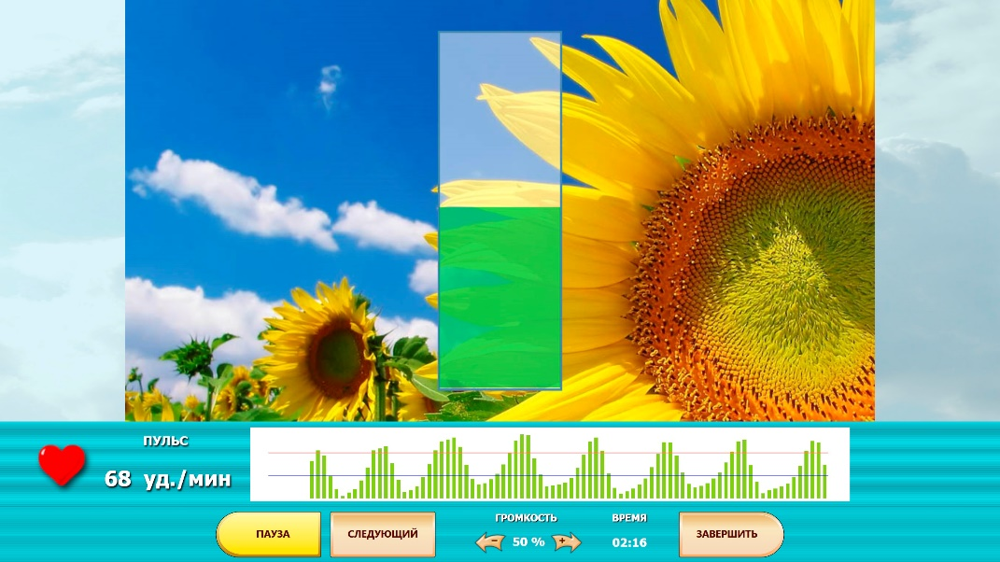 ПУЛЬС
68 уд./мин
ПАУЗА
СЛЕДУЮЩИЙ
ГРОМКОСТЬ
− 50 % +
ВРЕМЯ
02:16
ЗАВЕРШИТЬ